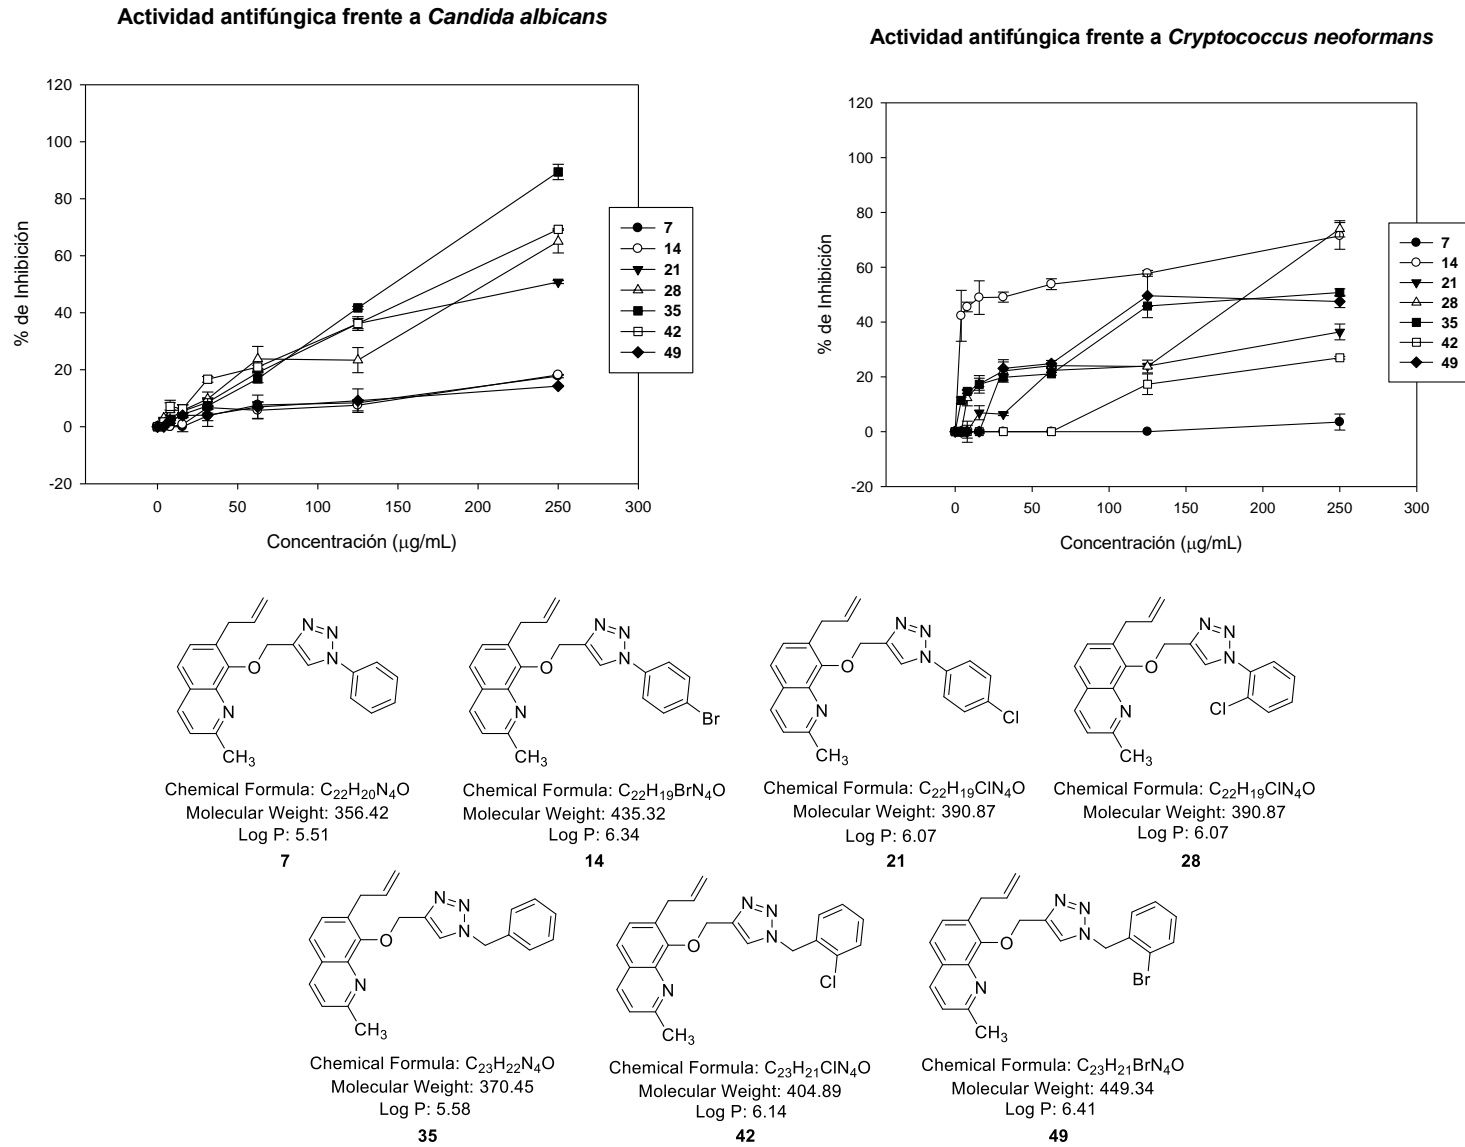 Actividad antifúngica frente a Candida albicans
120
100
80
60
40
20
0
-20
% de Inhibición
0 50 100 150 200 250 300
Concentración (μg/mL)
7
14
21
28
35
42
49
Actividad antifúngica frente a Cryptococcus neoformans
120
100
80
60
40
20
0
-20
% de Inhibición
0 50 100 150 200 250 300
Concentración (μg/mL)
7
14
21
28
35
42
49
N=N
N
O
N
CH3
Chemical Formula: C22H20N4O
Molecular Weight: 356.42
Log P: 5.51
7
N=N
N
O
N
Br
CH3
Chemical Formula: C22H19BrN4O
Molecular Weight: 435.32
Log P: 6.34
14
N=N
N
O
N
Cl
CH3
Chemical Formula: C22H19ClN4O
Molecular Weight: 390.87
Log P: 6.07
21
N=N
N
O
Cl
N
CH3
Chemical Formula: C22H19ClN4O
Molecular Weight: 390.87
Log P: 6.07
28
N=N
N
O
N
CH3
Chemical Formula: C23H22N4O
Molecular Weight: 370.45
Log P: 5.58
35
N=N
N
O
Cl
N
CH3
Chemical Formula: C23H21ClN4O
Molecular Weight: 404.89
Log P: 6.14
42
N=N
N
O
Br
N
CH3
Chemical Formula: C23H21BrN4O
Molecular Weight: 449.34
Log P: 6.41
49